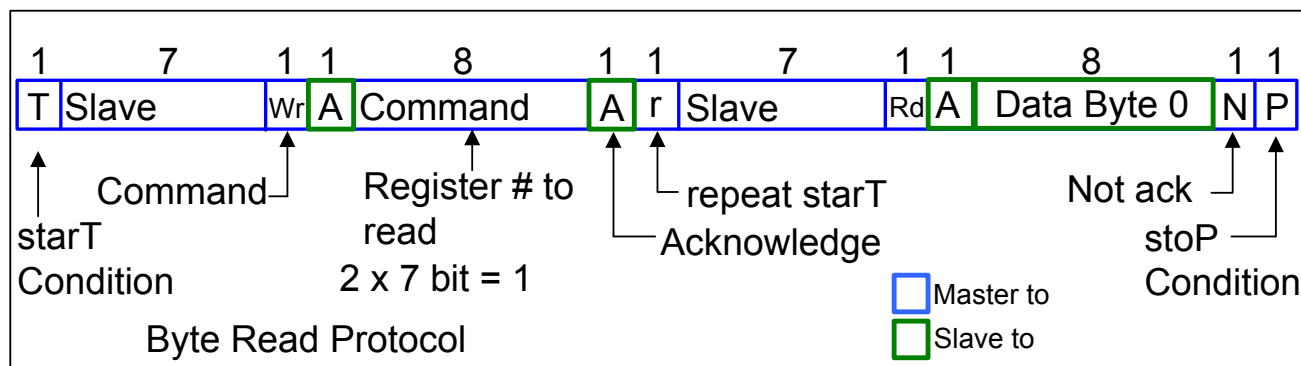 1 7 1 1 8 1 1 7 1 1 8 1 1
T Slave Wr A Command A r Slave Rd A Data Byte 0 N P
Command
Register # to
read
2 x 7 bit = 1
repeat starT
Acknowledge
Not ack
starT
Condition
stoP
Condition
Master to
Slave to
Byte Read Protocol